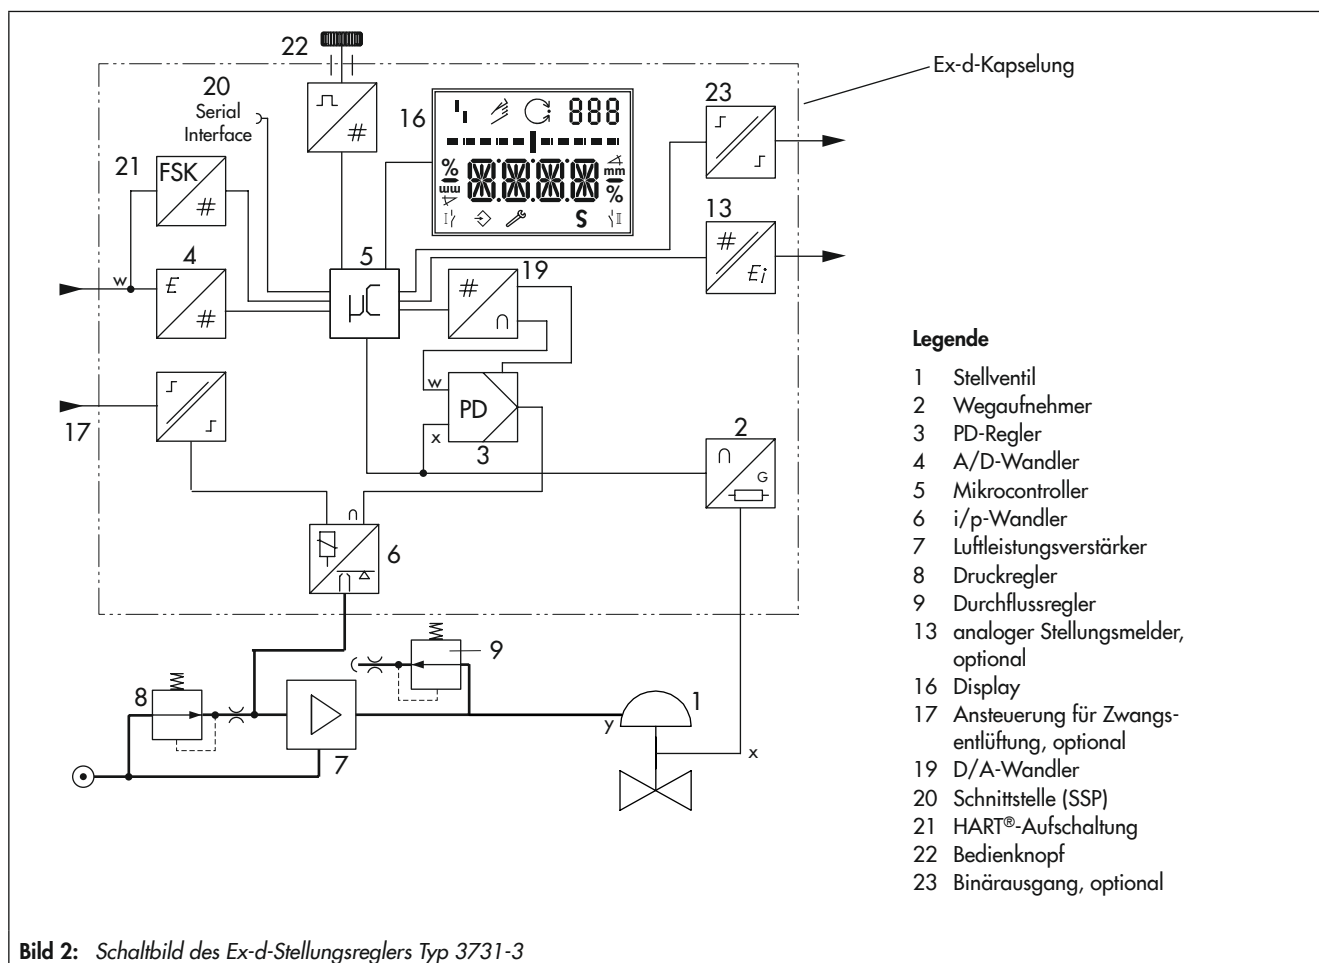 22
Ex-d-Kapselung
20
Serial
Interface
16
888
%
mm
mm
%
S
I
II
23
21
FSK
#
#
w
4
E
#
5
µC
19
#
∩
13
#
Ei
17
w
PD
x
3
2
∩
G
∩
6
9
8
7
1
y
x
Legende
1 Stellventil
2 Wegaufnehmer
3 PD-Regler
4 A/D-Wandler
5 Mikrocontroller
6 i/p-Wandler
7 Luftleistungsverstärker
8 Druckregler
9 Durchflussregler
13 analoger Stellungsmelder,
optional
16 Display
17 Ansteuerung für Zwangs-
entlüftung, optional
19 D/A-Wandler
20 Schnittstelle (SSP)
21 HART®-Aufschaltung
22 Bedienknopf
23 Binärausgang, optional
Bild 2: Schaltbild des Ex-d-Stellungsreglers Typ 3731-3